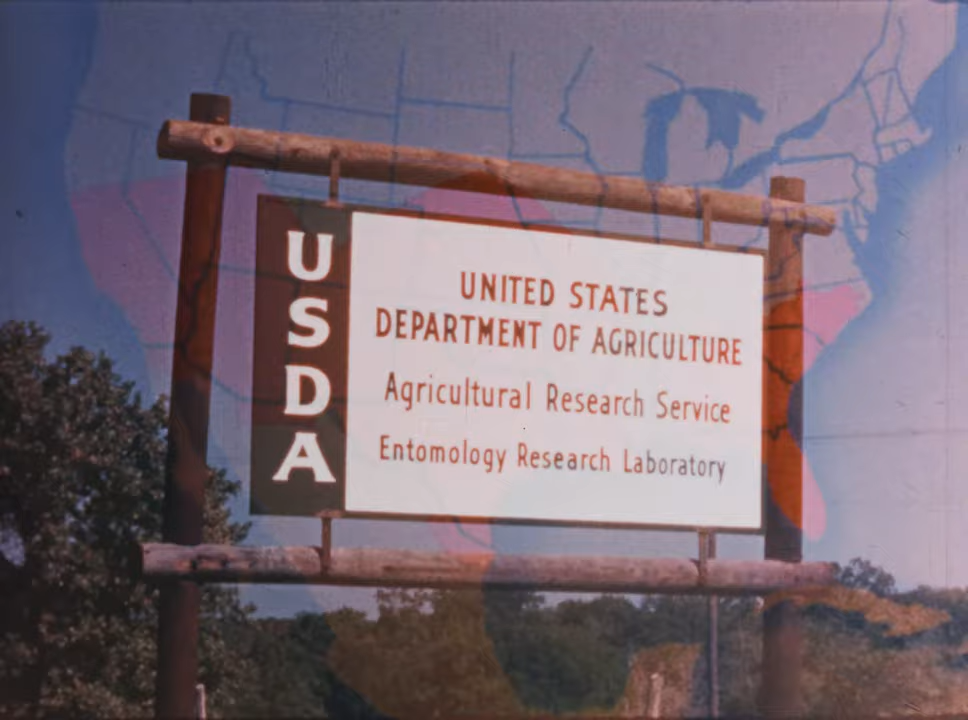 USDA
UNITED STATES
DEPARTMENT OF AGRICULTURE
Agricultural Research Service
Entomology Research Laboratory